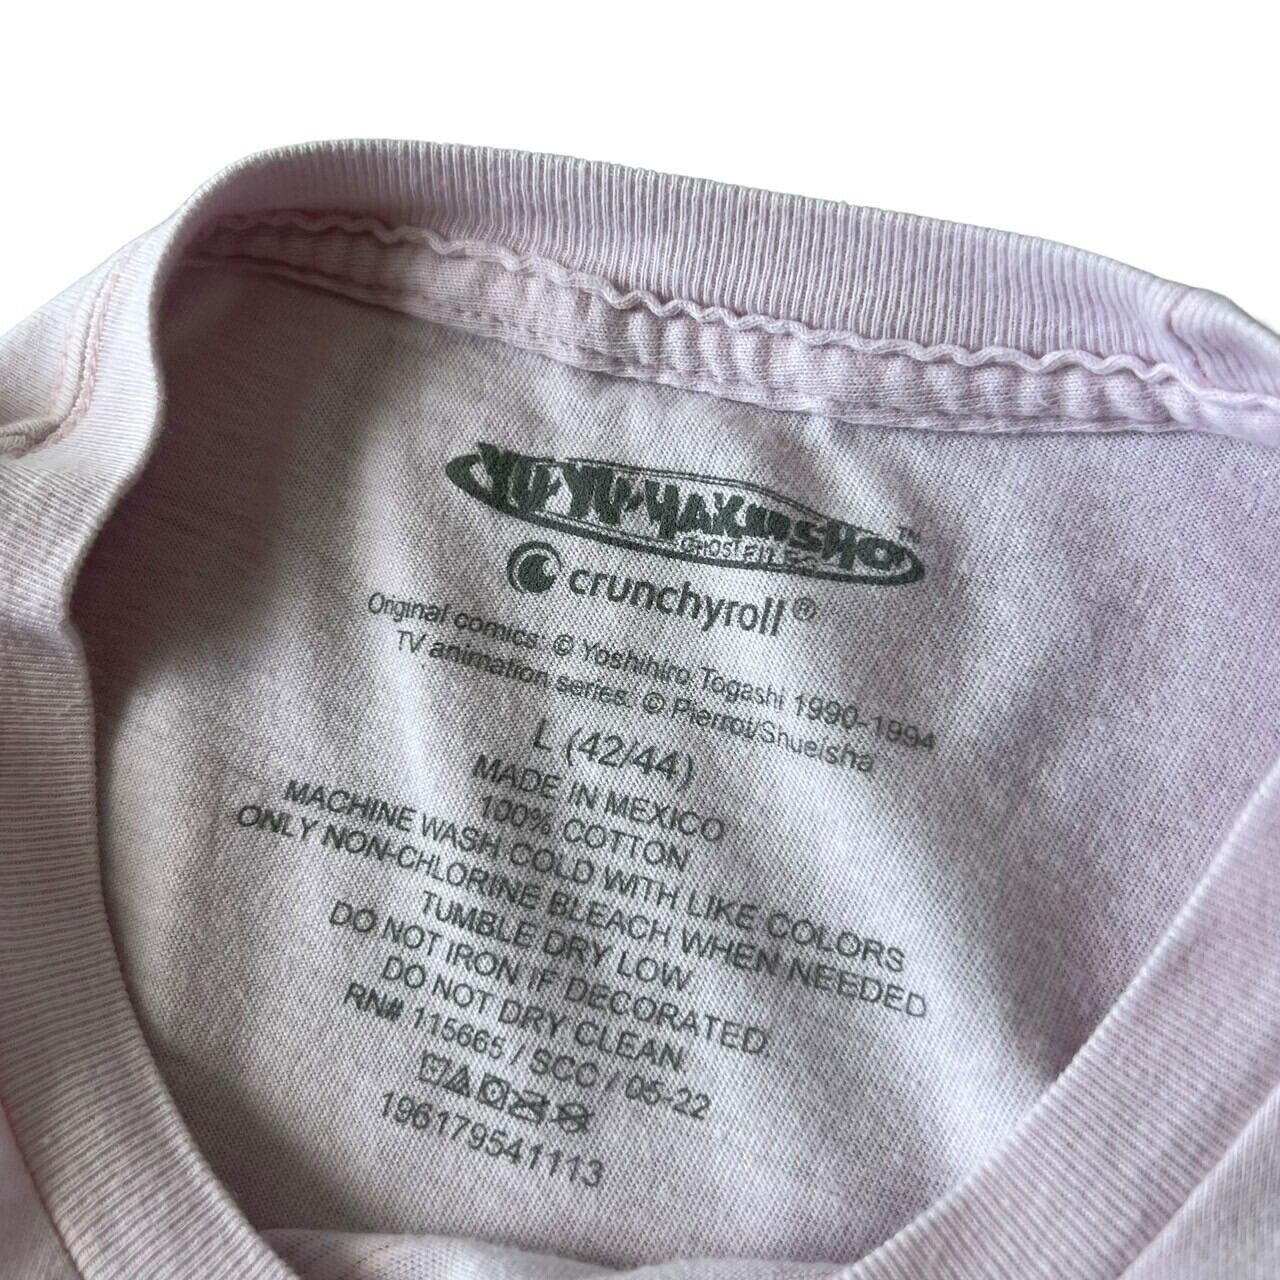 YU·YU·HAKUSHO™
GHOST FILES
crunchyroll®
Original comics: © Yoshihiro Togashi 1990-1994
TV animation series: © Pierrot/Shueisha
L (42/44)
MADE IN MEXICO
100% COTTON
MACHINE WASH COLD WITH LIKE COLORS
ONLY NON-CHLORINE BLEACH WHEN NEEDED
TUMBLE DRY LOW
DO NOT IRON IF DECORATED.
DO NOT DRY CLEAN
RN# 115665 / SCC / 05-22
196179541113